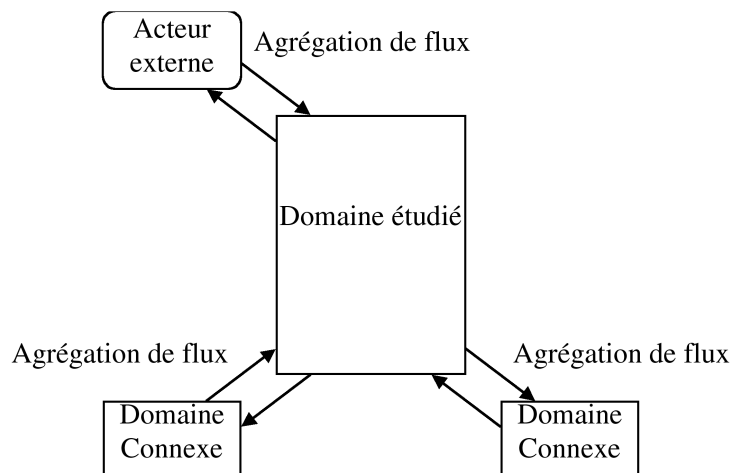 Acteur
externe
Agrégation de flux
Domaine étudié
Agrégation de flux
Agrégation de flux
Domaine
Connexe
Domaine
Connexe